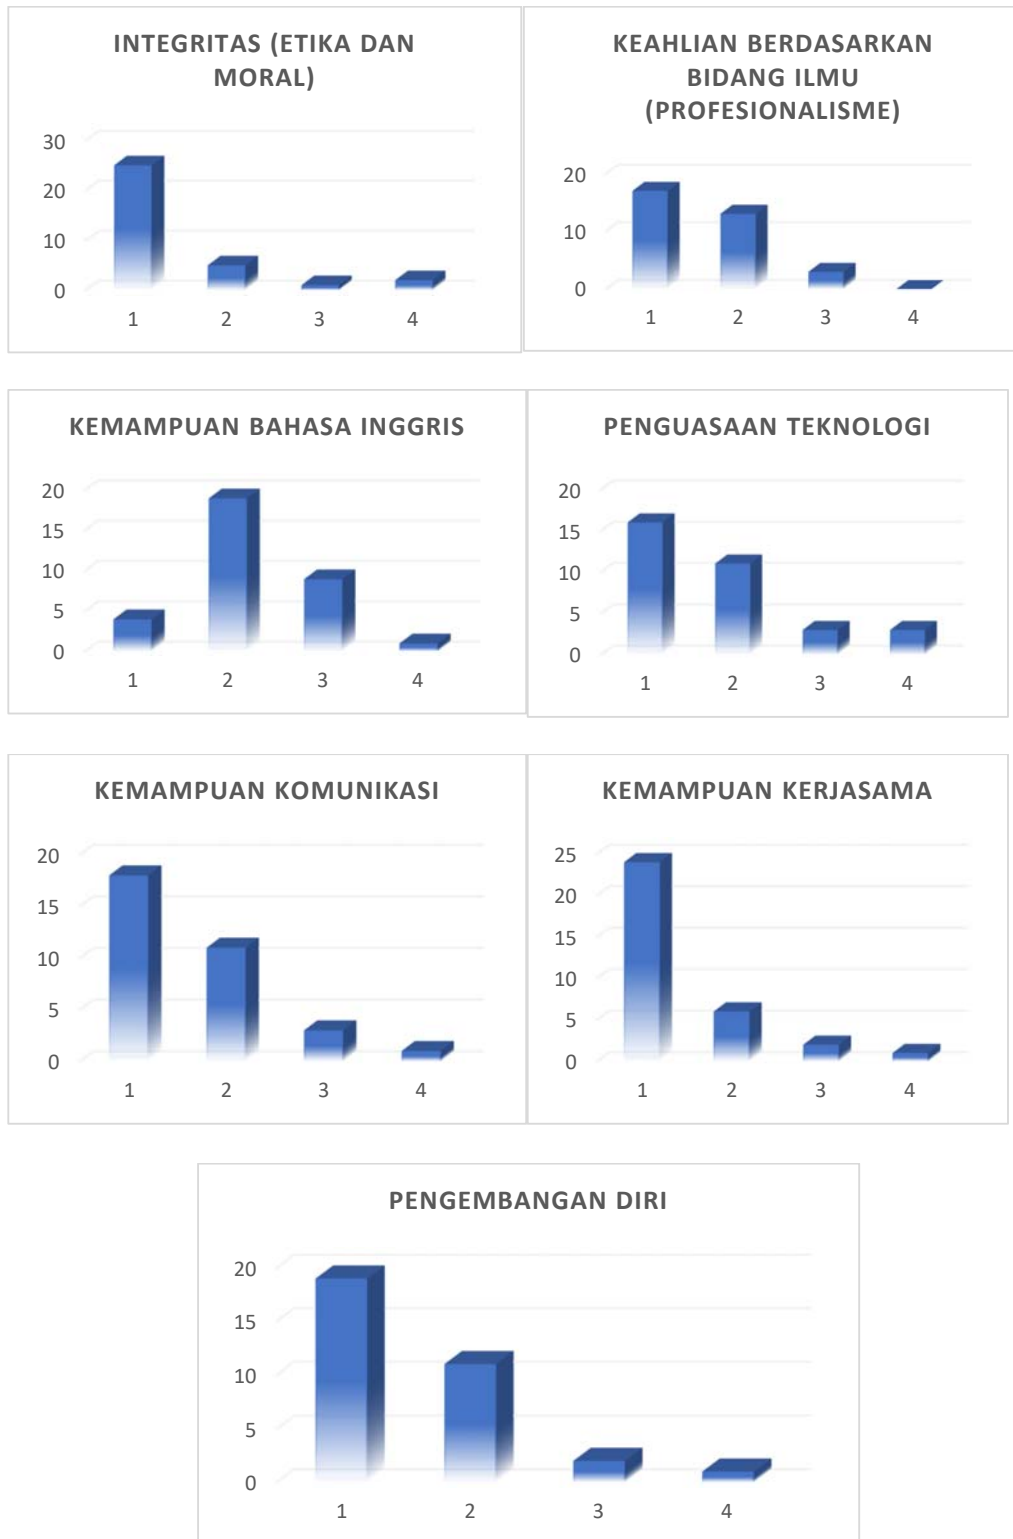 INTEGRITAS (ETIKA DAN
MORAL)
30
20
10
0
1 2 3 4
KEAHLIAN BERDASARKAN
BIDANG ILMU
(PROFESIONALISME)
20
10
0
1 2 3 4
KEMAMPUAN BAHASA INGGRIS
20
15
10
5
0
1 2 3 4
PENGUASAAN TEKNOLOGI
20
15
10
5
0
1 2 3 4
KEMAMPUAN KOMUNIKASI
20
15
10
5
0
1 2 3 4
KEMAMPUAN KERJASAMA
25
20
15
10
5
0
1 2 3 4
PENGEMBANGAN DIRI
20
15
10
5
0
1 2 3 4